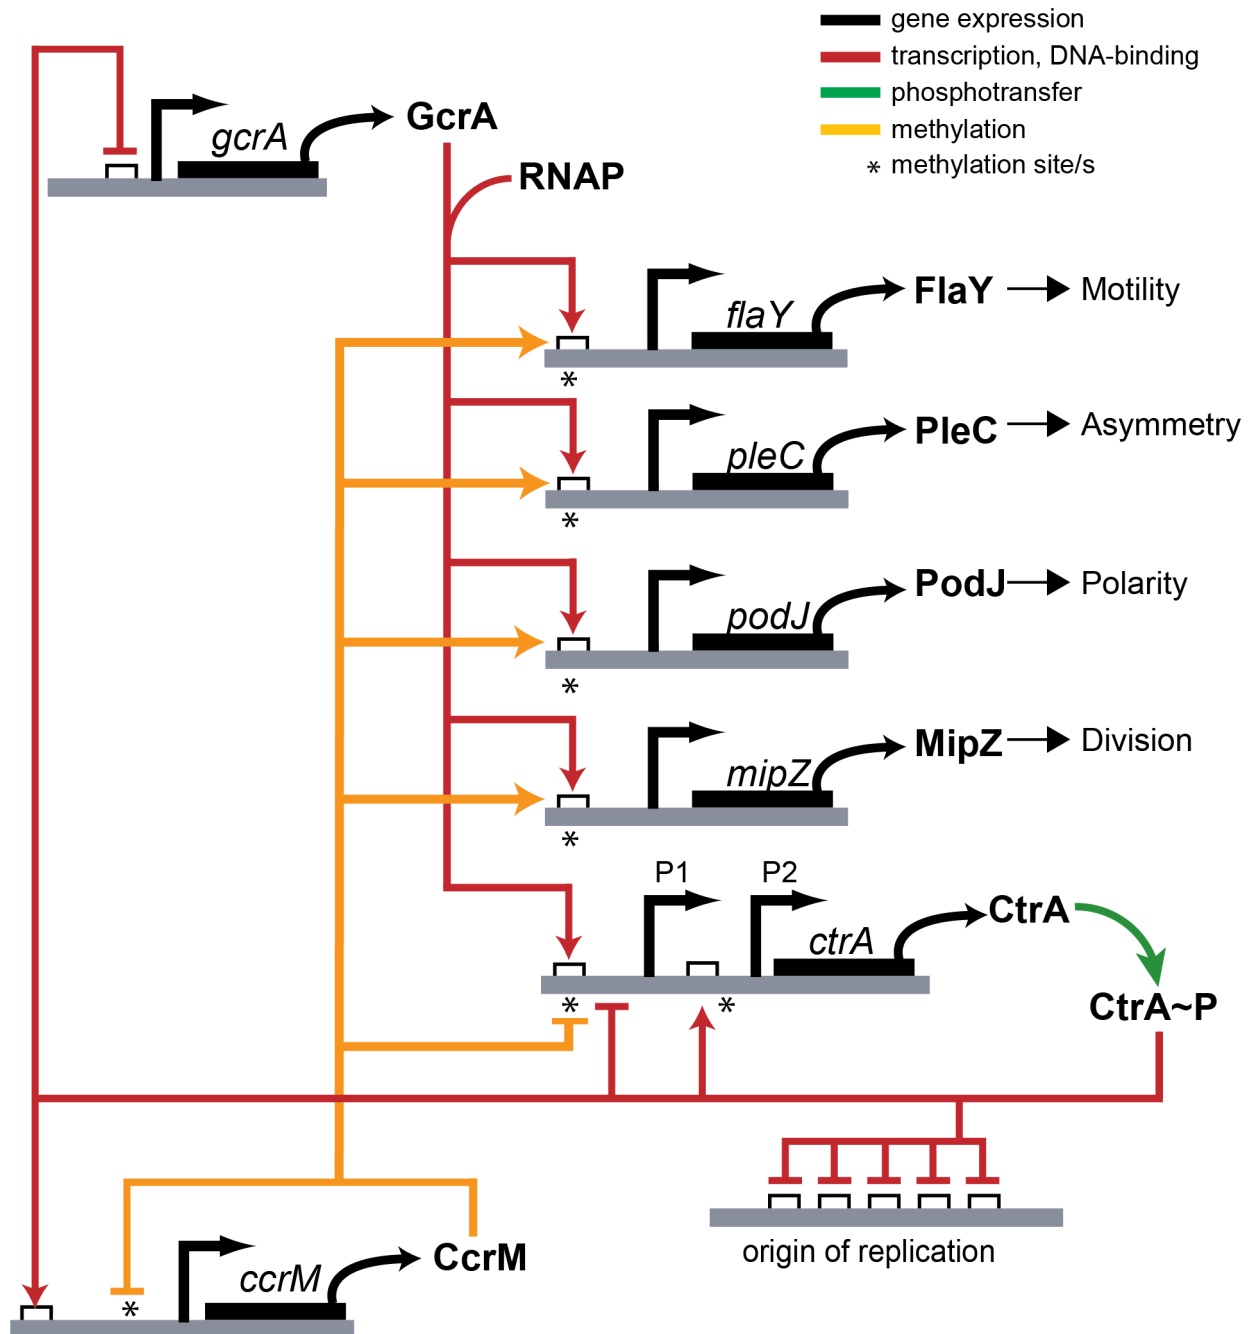 gene expression
transcription, DNA-binding
phosphotransfer
methylation
* methylation site/s
gcrA
GcrA
RNAP
flaY
FlaY
Motility
*
pleC
PleC
Asymmetry
*
podJ
PodJ
Polarity
*
mipZ
MipZ
Division
*
P1
P2
ctrA
CtrA
*
*
CtrA~P
origin of replication
ccrM
CcrM
*